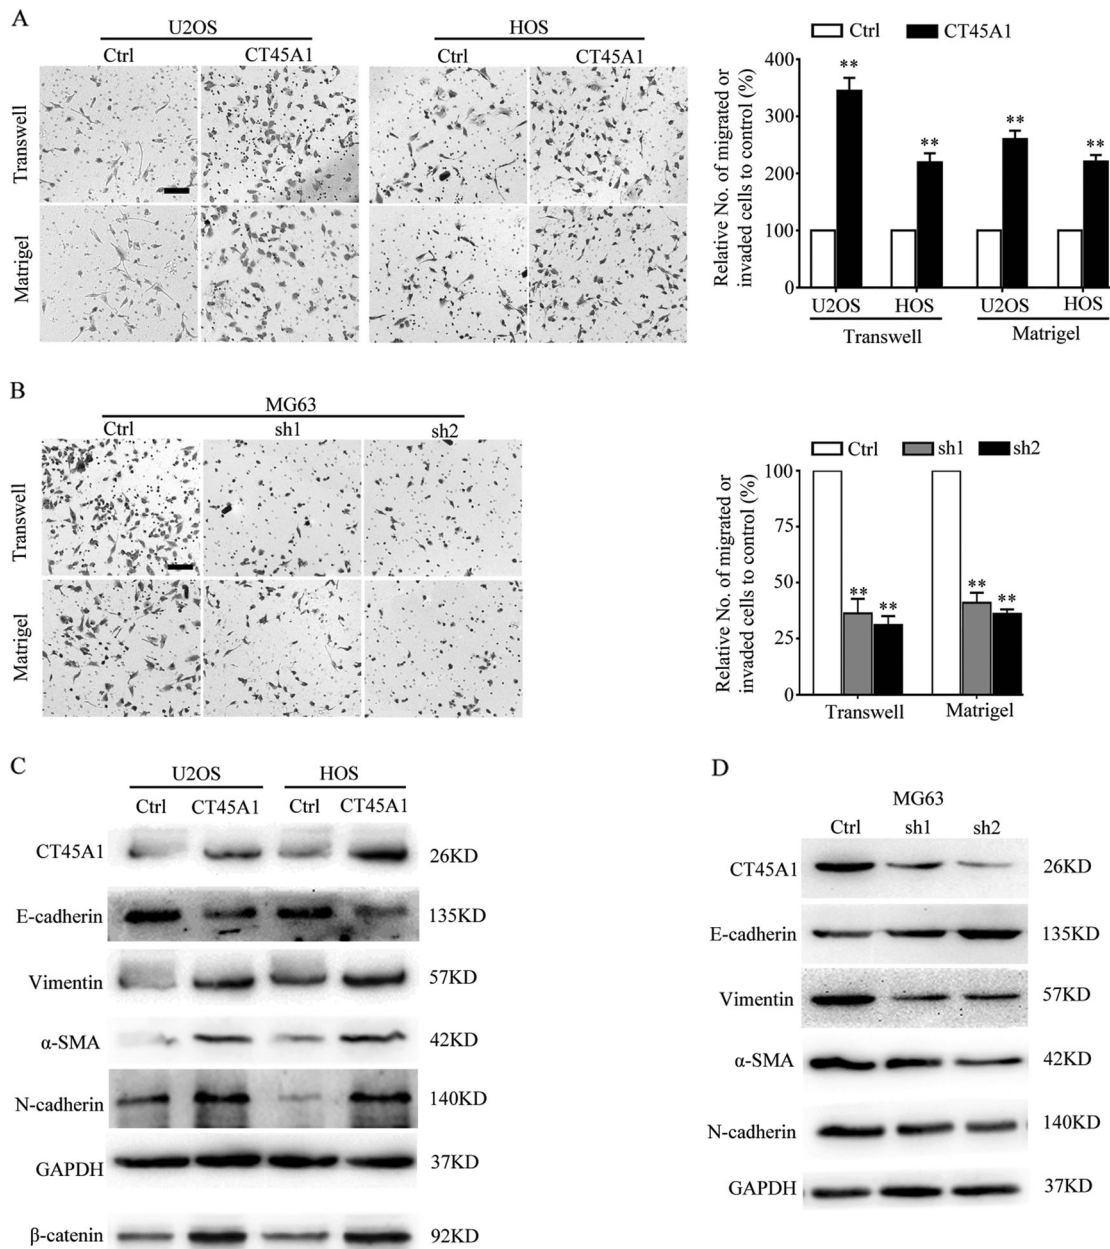 A
U2OS
HOS
Ctrl
CT45A1
Ctrl
CT45A1
Transwell
Matrigel
Ctrl
CT45A1
Relative No. of migrated or
invaded cells to control (%)
400
300
200
100
0
**
**
**
**
U2OS
HOS
U2OS
HOS
Transwell
Matrigel
B
MG63
Ctrl
sh1
sh2
Transwell
Matrigel
Ctrl
sh1
sh2
Relative No. of migrated or
invaded cells to control (%)
100
75
50
25
0
**
**
**
**
Transwell
Matrigel
C
U2OS
HOS
Ctrl
CT45A1
Ctrl
CT45A1
CT45A1
26KD
E-cadherin
135KD
Vimentin
57KD
α-SMA
42KD
N-cadherin
140KD
GAPDH
37KD
β-catenin
92KD
D
MG63
Ctrl
sh1
sh2
CT45A1
26KD
E-cadherin
135KD
Vimentin
57KD
α-SMA
42KD
N-cadherin
140KD
GAPDH
37KD